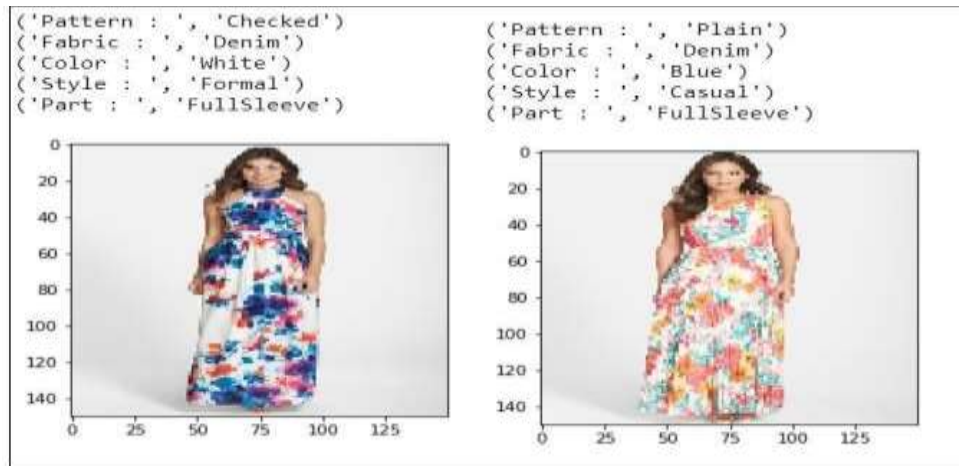 ('Pattern : ', 'Checked')
('Fabric : ', 'Denim')
('Color : ', 'White')
('Style : ', 'Formal')
('Part : ', 'FullSleeve')
0
20
40
60
80
100
120
140
0 25 50 75 100 125
('Pattern : ', 'Plain')
('Fabric : ', 'Denim')
('Color : ', 'Blue')
('Style : ', 'Casual')
('Part : ', 'FullSleeve')
0
20
40
60
80
100
120
140
0 25 50 75 100 125